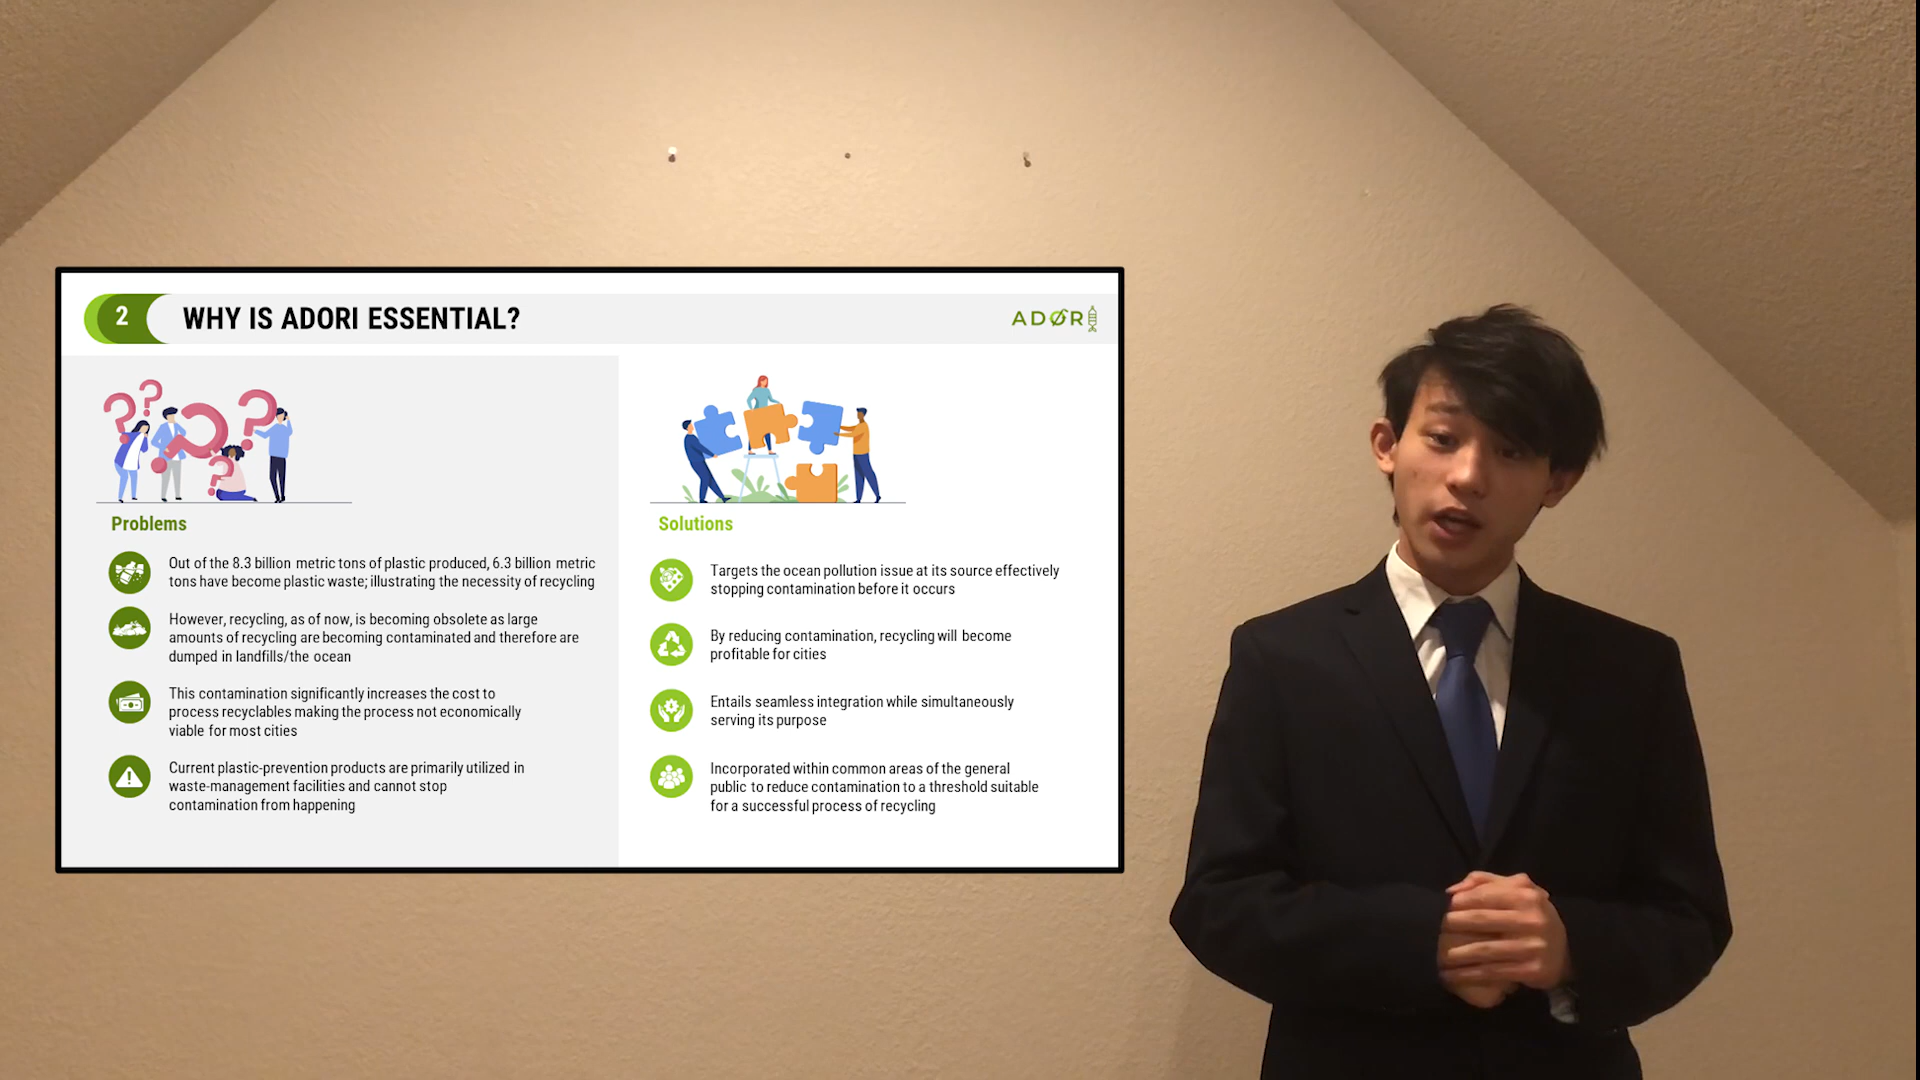 2
WHY IS ADORI ESSENTIAL?
ADORI
Problems
Out of the 8.3 billion metric tons of plastic produced, 6.3 billion metric
tons have become plastic waste; illustrating the necessity of recycling
However, recycling, as of now, is becoming obsolete as large
amounts of recycling are becoming contaminated and therefore are
dumped in landfills/the ocean
This contamination significantly increases the cost to
process recyclables making the process not economically
viable for most cities
Current plastic-prevention products are primarily utilized in
waste-management facilities and cannot stop
contamination from happening
Solutions
Targets the ocean pollution issue at its source effectively
stopping contamination before it occurs
By reducing contamination, recycling will become
profitable for cities
Entails seamless integration while simultaneously
serving its purpose
Incorporated within common areas of the general
public to reduce contamination to a threshold suitable
for a successful process of recycling